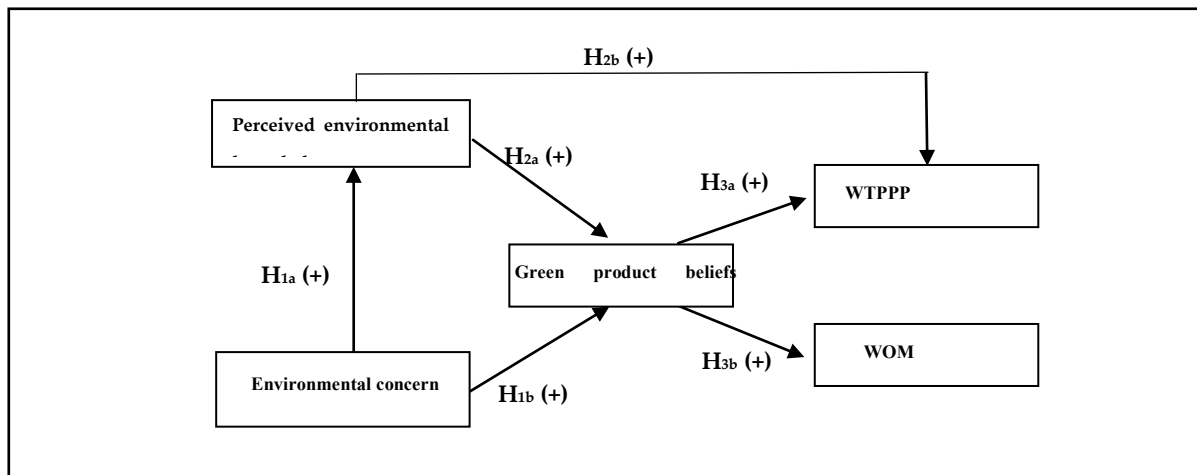 H2b (+)
Perceived environmental
H2a (+)
H3a (+)
WTPPP
Green product beliefs
H1a (+)
H3b (+)
WOM
Environmental concern
H1b (+)